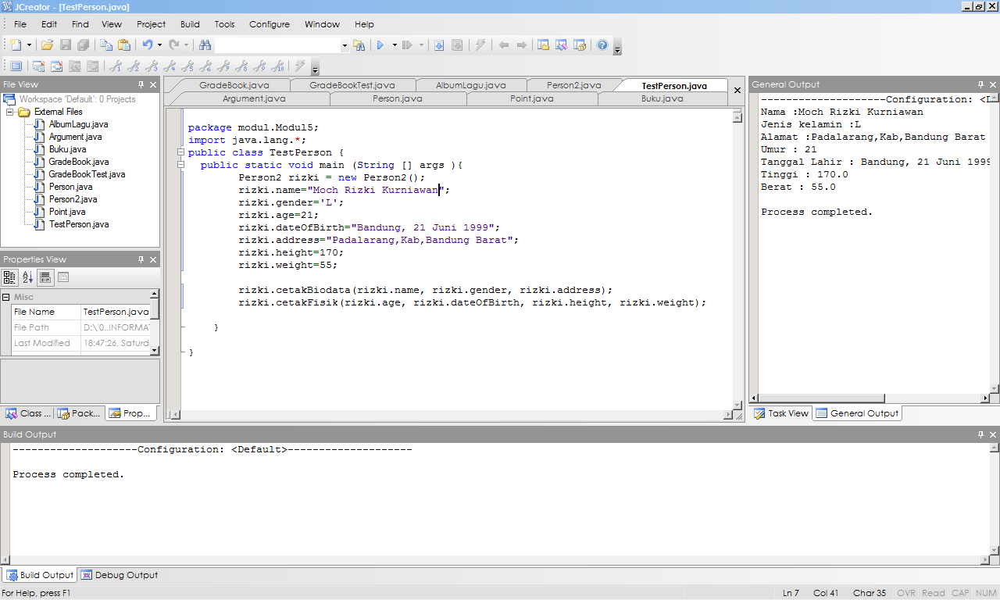 JCreator - [TestPerson.java]
File Edit Find View Project Build Tools Configure Window Help
File View
Workspace 'Default': 0 Projects
External Files
AlbumLagu.java
Argument.java
Buku.java
GradeBook.java
GradeBookTest.java
Person.java
Person2.java
Point.java
TestPerson.java
Properties View
Misc
File Name TestPerson.java
File Path D:\'0..INFORMA
Last Modified 18:47:26, Saturd
Class ... Pack... Prop...
GradeBook.java GradeBookTest.java AlbumLagu.java Person2.java TestPerson.java
Argument.java Person.java Point.java Buku.java
package modul.Modul5;
import java.lang.*;
public class TestPerson {
public static void main (String [] args ){
Person2 rizki = new Person2();
rizki.name="Moch Rizki Kurniawan";
rizki.gender='L';
rizki.age=21;
rizki.dateOfBirth="Bandung, 21 Juni 1999";
rizki.address="Padalarang,Kab,Bandung Barat";
rizki.height=170;
rizki.weight=55;
rizki.cetakBiodata(rizki.name, rizki.gender, rizki.address);
rizki.cetakFisik(rizki.age, rizki.dateOfBirth, rizki.height, rizki.weight);
}
}
General Output
--------------------Configuration: <D
Nama :Moch Rizki Kurniawan
Jenis kelamin :L
Alamat :Padalarang,Kab,Bandung Barat
Umur : 21
Tanggal Lahir : Bandung, 21 Juni 1999
Tinggi : 170.0
Berat : 55.0
Process completed.
Task View General Output
Build Output
--------------------Configuration: <Default>--------------------
Process completed.
Build Output Debug Output
For Help, press F1 Ln 7 Col 41 Char 35 OVR Read CAP NUM